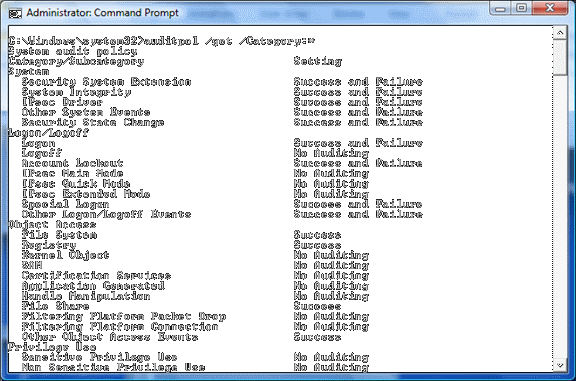 Administrator: Command Prompt
C:\Windows\system32>auditpol /get /Category:*
System audit policy
Category/Subcategory Setting
System
Security System Extension Success and Failure
System Integrity Success and Failure
IPsec Driver Success and Failure
Other System Events Success and Failure
Security State Change Success and Failure
Logon/Logoff
Logon Success and Failure
Logoff No Auditing
Account Lockout Success and Failure
IPsec Main Mode No Auditing
IPsec Quick Mode No Auditing
IPsec Extended Mode No Auditing
Special Logon Success and Failure
Other Logon/Logoff Events Success and Failure
Object Access
File System Success
Registry Success
Kernel Object No Auditing
SAM No Auditing
Certification Services No Auditing
Application Generated No Auditing
Handle Manipulation No Auditing
File Share Success
Filtering Platform Packet Drop No Auditing
Filtering Platform Connection No Auditing
Other Object Access Events Success
Privilege Use
Sensitive Privilege Use No Auditing
Non Sensitive Privilege Use No Auditing